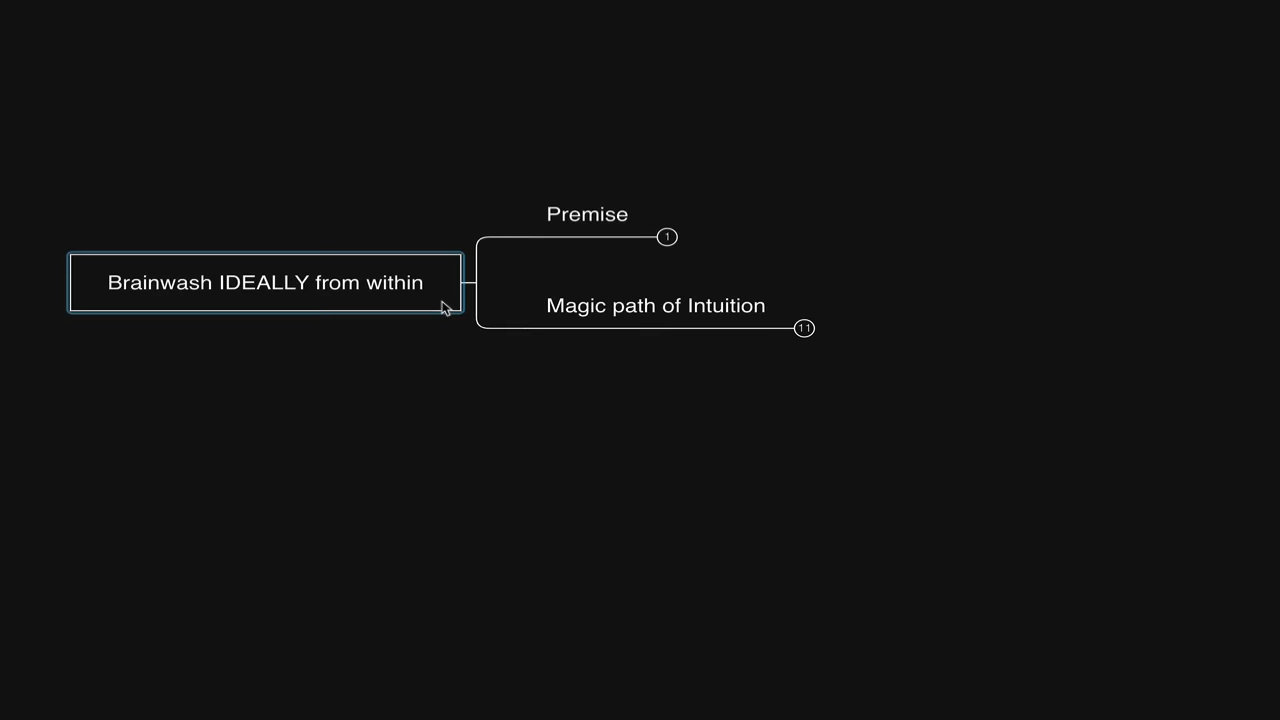 Premise
1
Brainwash IDEALLY from within
Magic path of Intuition
11